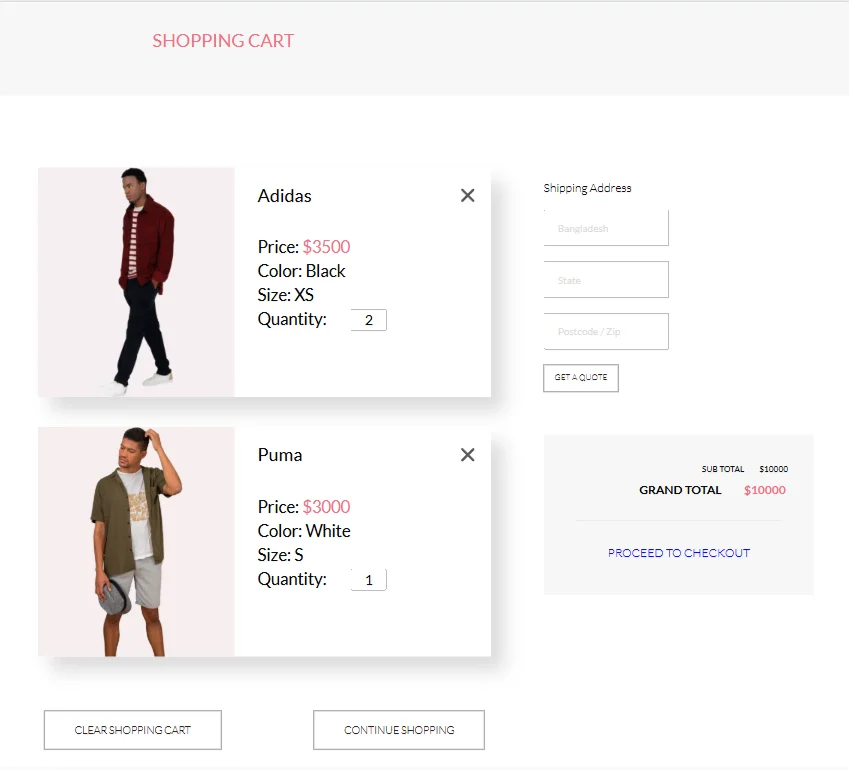 SHOPPING CART
Adidas
Price: $3500
Color: Black
Size: XS
Quantity: 2
Puma
Price: $3000
Color: White
Size: S
Quantity: 1
CLEAR SHOPPING CART
CONTINUE SHOPPING
Shipping Address
Bangladesh
State
Postcode / Zip
GET A QUOTE
SUB TOTAL $10000
GRAND TOTAL $10000
PROCEED TO CHECKOUT